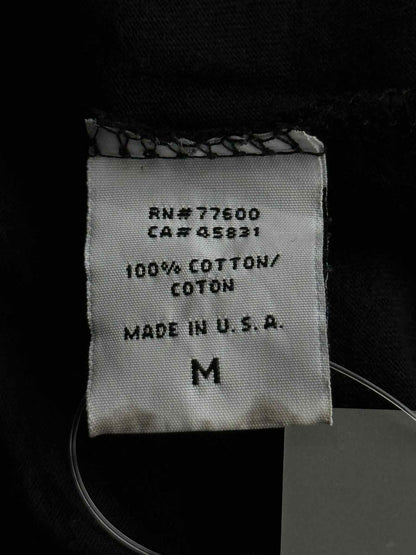 RN#77600
CA#45831
100% COTTON/
COTON
MADE IN U.S.A.
M